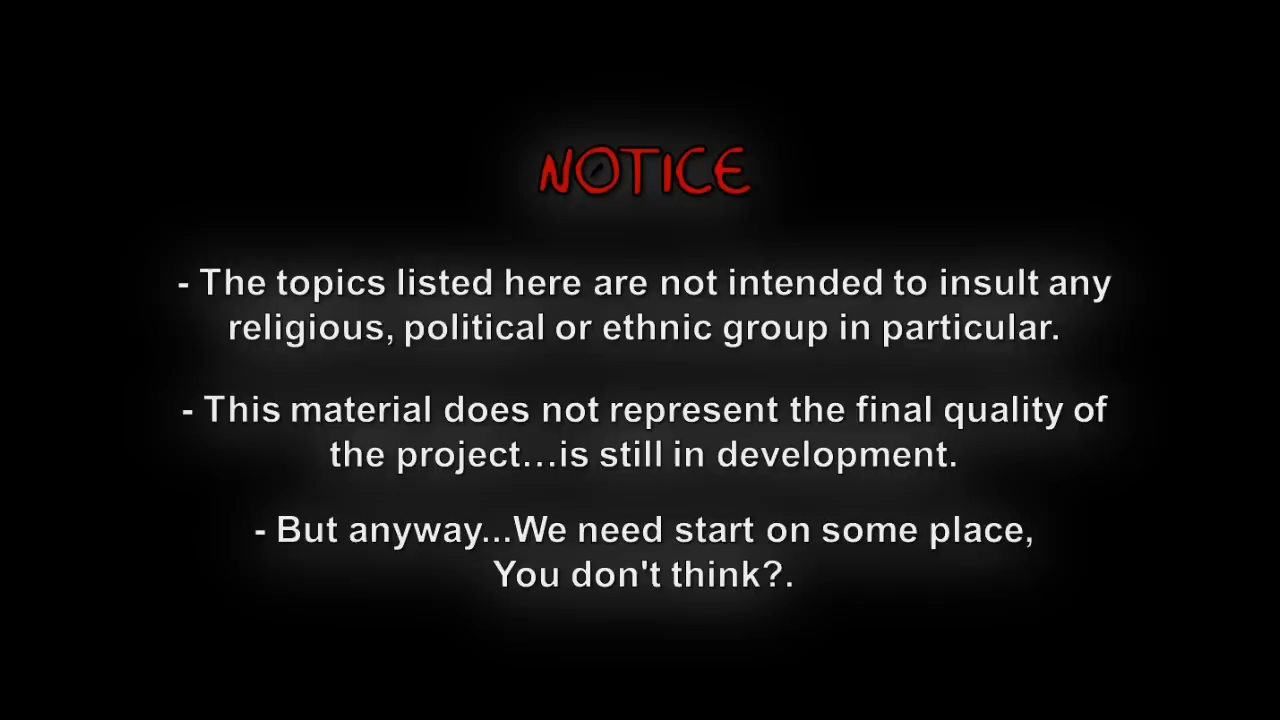 NOTICE
- The topics listed here are not intended to insult any
religious, political or ethnic group in particular.
- This material does not represent the final quality of
the project...is still in development.
- But anyway...We need start on some place,
You don't think?.